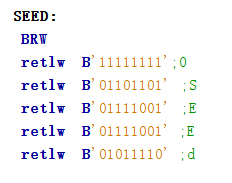 SEED:
BRW
retlw B'11111111' ;0
retlw B'01101101' ;S
retlw B'01111001' ;E
retlw B'01111001' ;E
retlw B'01011110' ;d